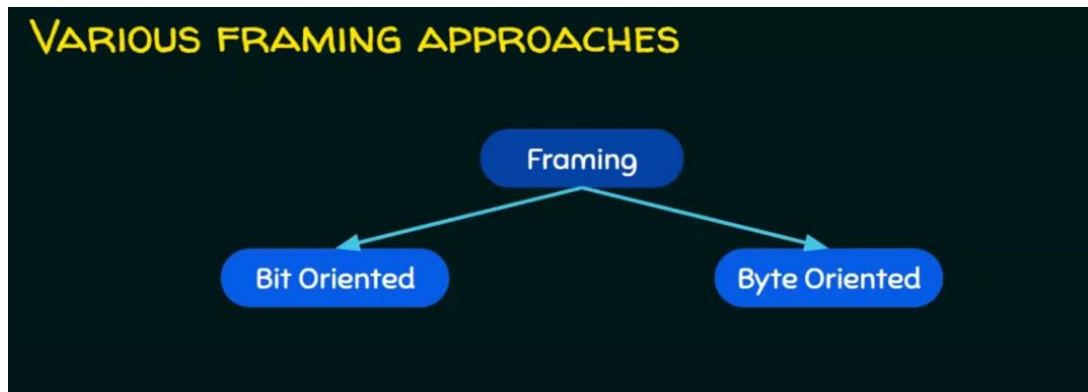 VARIOUS FRAMING APPROACHES
Framing
Bit Oriented
Byte Oriented